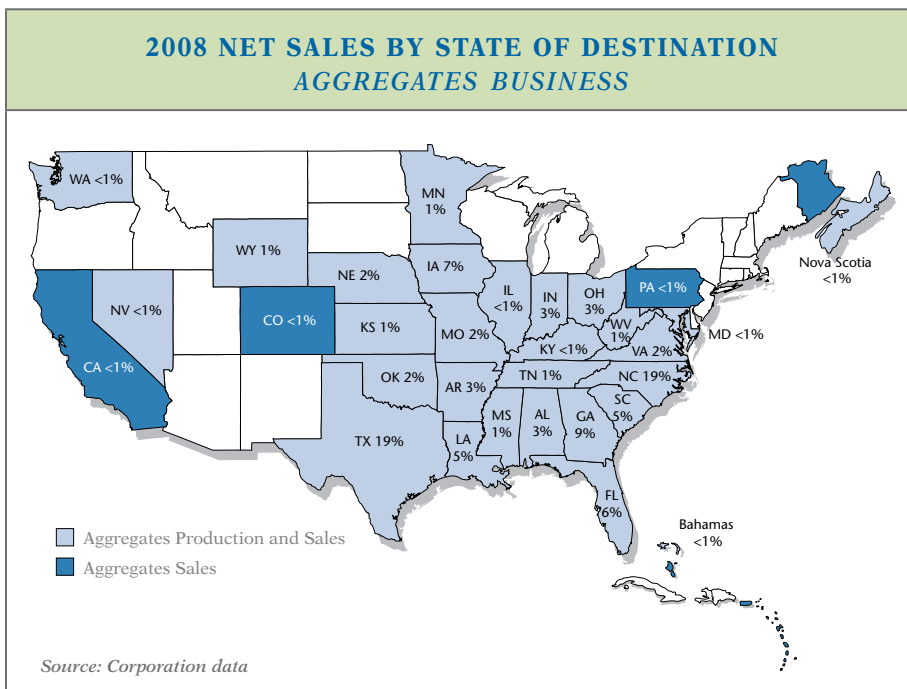 2008 NET SALES BY STATE OF DESTINATION
AGGREGATES BUSINESS
WA <1%
MN
1%
WY 1%
IA 7%
NE 2%
NV <1%
CO <1%
KS 1%
MO 2%
IL
<1%
IN
3%
OH
3%
PA <1%
Nova Scotia
<1%
WV
1%
MD <1%
VA 2%
KY <1%
CA <1%
OK 2%
AR 3%
TN 1%
NC 19%
SC
5%
MS
1%
AL
3%
GA
9%
TX 19%
LA
5%
FL
6%
Bahamas
<1%
Aggregates Production and Sales
Aggregates Sales
Source: Corporation data